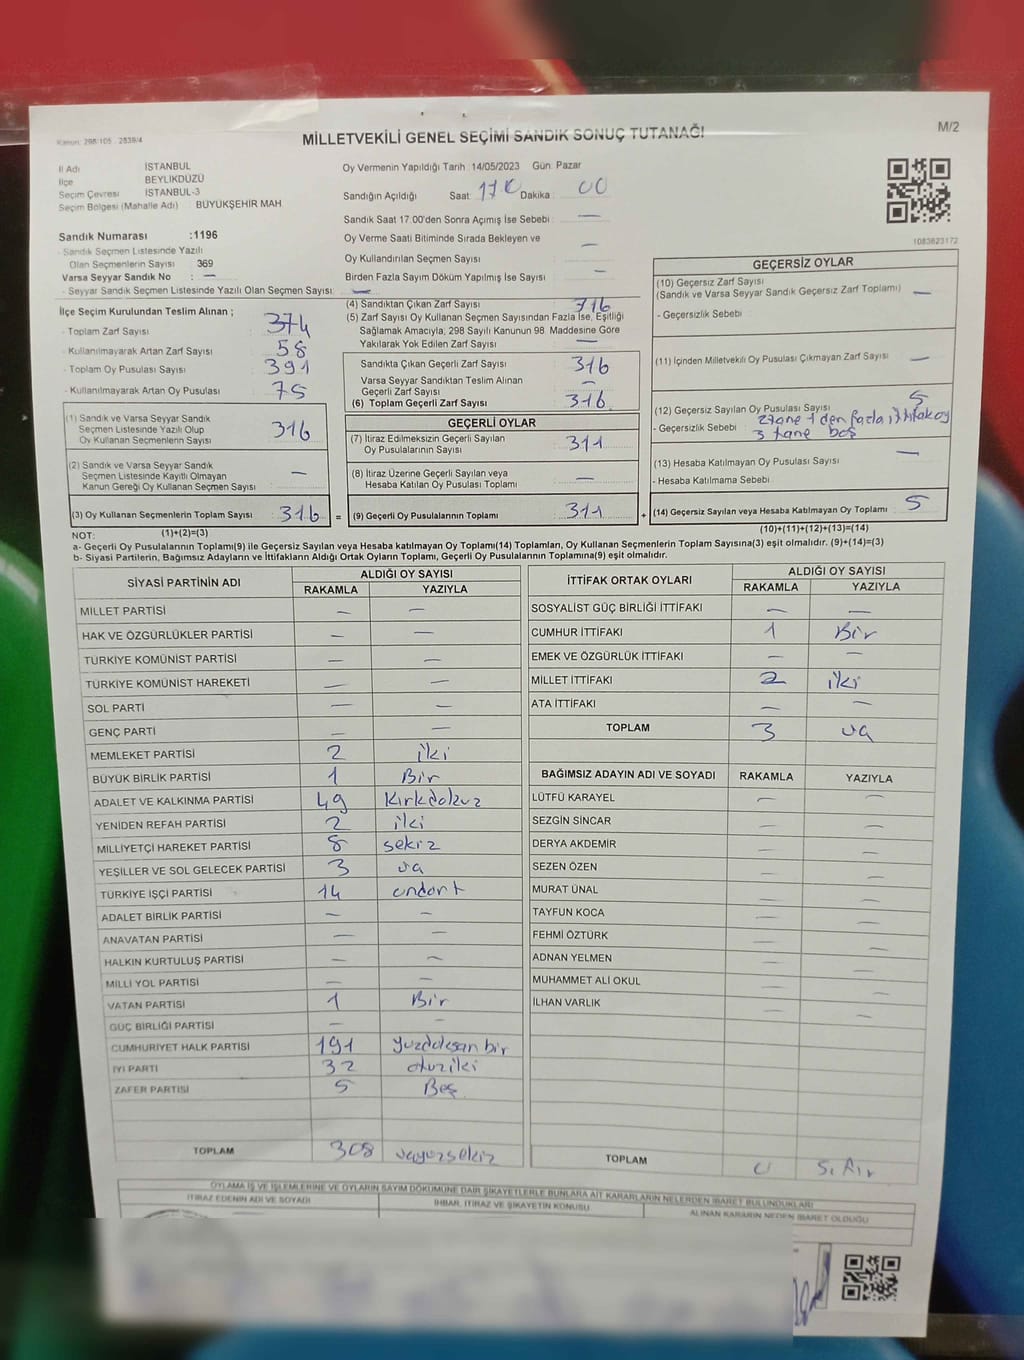 Kanun: 298/105 - 2839/4
MİLLETVEKİLİ GENEL SEÇİMİ SANDIK SONUÇ TUTANAĞI
M/2
İl Adı İSTANBUL
İlçe BEYLİKDÜZÜ
Seçim Çevresi İSTANBUL-3
Seçim Bölgesi (Mahalle Adı) : BÜYÜKŞEHİR MAH
Oy Vermenin Yapıldığı Tarih : 14/05/2023 Gün: Pazar
Sandığın Açıldığı Saat: 17 Dakika : 00
Sandık Saat 17.00'den Sonra Açımış İse Sebebi : —
Oy Verme Saati Bitiminde Sırada Bekleyen ve
Oy Kullandırılan Seçmen Sayısı —
Birden Fazla Sayım Döküm Yapılmış İse Sayısı —
1083623172
Sandık Numarası :1196
- Sandık Seçmen Listesinde Yazılı
Olan Seçmenlerin Sayısı : 369
Varsa Seyyar Sandık No : —
- Seyyar Sandık Seçmen Listesinde Yazılı Olan Seçmen Sayısı: —
İlçe Seçim Kurulundan Teslim Alınan ;
- Toplam Zarf Sayısı : 374
- Kullanılmayarak Artan Zarf Sayısı : 58
- Toplam Oy Pusulası Sayısı : 391
- Kullanılmayarak Artan Oy Pusulası : 75
(1) Sandık ve Varsa Seyyar Sandık
Seçmen Listesinde Yazılı Olup
Oy Kullanan Seçmenlerin Sayısı 316
(2) Sandık ve Varsa Seyyar Sandık
Seçmen Listesinde Kayıtlı Olmayan
Kanun Gereği Oy Kullanan Seçmen Sayısı —
(3) Oy Kullanan Seçmenlerin Toplam Sayısı 316 =
(4) Sandıktan Çıkan Zarf Sayısı 316
(5) Zarf Sayısı Oy Kullanan Seçmen Sayısından Fazla İse, Eşitliği
Sağlamak Amacıyla, 298 Sayılı Kanunun 98. Maddesine Göre
Yakılarak Yok Edilen Zarf Sayısı —
Sandıkta Çıkan Geçerli Zarf Sayısı 316
Varsa Seyyar Sandıktan Teslim Alınan
Geçerli Zarf Sayısı —
(6) Toplam Geçerli Zarf Sayısı 316
GEÇERLİ OYLAR
(7) İtiraz Edilmeksizin Geçerli Sayılan
Oy Pusulalarının Sayısı 311
(8) İtiraz Üzerine Geçerli Sayılan veya
Hesaba Katılan Oy Pusulası Toplamı —
(9) Geçerli Oy Pusulalarının Toplamı 311 +
GEÇERSİZ OYLAR
(10) Geçersiz Zarf Sayısı
(Sandık ve Varsa Seyyar Sandık Geçersiz Zarf Toplamı) —
- Geçersizlik Sebebi :
(11) İçinden Milletvekili Oy Pusulası Çıkmayan Zarf Sayısı —
(12) Geçersiz Sayılan Oy Pusulası Sayısı 5
- Geçersizlik Sebebi 2 tane 1 den fazla ittifak oy
3 tane boş
(13) Hesaba Katılmayan Oy Pusulası Sayısı —
- Hesaba Katılmama Sebebi
(14) Geçersiz Sayılan veya Hesaba Katılmayan Oy Toplamı 5
NOT: (1)+(2)=(3) (10)+(11)+(12)+(13)=(14)
a- Geçerli Oy Pusulalarının Toplamı(9) ile Geçersiz Sayılan veya Hesaba katılmayan Oy Toplamı(14) Toplamları, Oy Kullanan Seçmenlerin Toplam Sayısına(3) eşit olmalıdır. (9)+(14)=(3)
b- Siyasi Partilerin, Bağımsız Adayların ve İttifakların Aldığı Ortak Oyların Toplamı, Geçerli Oy Pusulalarının Toplamına(9) eşit olmalıdır.
SİYASİ PARTİNİN ADI ALDIĞI OY SAYISI
RAKAMLA YAZIYLA
MİLLET PARTİSİ — —
HAK VE ÖZGÜRLÜKLER PARTİSİ — —
TÜRKİYE KOMÜNİST PARTİSİ — —
TÜRKİYE KOMÜNİST HAREKETİ — —
SOL PARTİ — —
GENÇ PARTİ — —
MEMLEKET PARTİSİ 2 iki
BÜYÜK BİRLİK PARTİSİ 1 Bir
ADALET VE KALKINMA PARTİSİ 49 Kırkdokuz
YENİDEN REFAH PARTİSİ 2 iki
MİLLİYETÇİ HAREKET PARTİSİ 8 sekiz
YEŞİLLER VE SOL GELECEK PARTİSİ 3 üç
TÜRKİYE İŞÇİ PARTİSİ 14 ondört
ADALET BİRLİK PARTİSİ — —
ANAVATAN PARTİSİ — —
HALKIN KURTULUŞ PARTİSİ — —
MİLLİ YOL PARTİSİ — —
VATAN PARTİSİ 1 Bir
GÜÇ BİRLİĞİ PARTİSİ — —
CUMHURİYET HALK PARTİSİ 191 yüzdoksan bir
İYİ PARTİ 32 otuziki
ZAFER PARTİSİ 5 Beş
TOPLAM 308 üçyüzsekiz
İTTİFAK ORTAK OYLARI ALDIĞI OY SAYISI
RAKAMLA YAZIYLA
SOSYALİST GÜÇ BİRLİĞİ İTTİFAKI — —
CUMHUR İTTİFAKI 1 Bir
EMEK VE ÖZGÜRLÜK İTTİFAKI — —
MİLLET İTTİFAKI 2 iki
ATA İTTİFAKI — —
TOPLAM 3 üç
BAĞIMSIZ ADAYIN ADI VE SOYADI RAKAMLA YAZIYLA
LÜTFÜ KARAYEL — —
SEZGİN SİNCAR — —
DERYA AKDEMİR — —
SEZEN ÖZEN — —
MURAT ÜNAL — —
TAYFUN KOCA — —
FEHMİ ÖZTÜRK — —
ADNAN YELMEN — —
MUHAMMET ALİ OKUL — —
İLHAN VARLIK — —
TOPLAM 0 Sıfır
OYLAMA İŞ VE İŞLEMLERİNE VE OYLARIN SAYIM DÖKÜMÜNE DAİR ŞİKAYETLERLE BUNLARA AİT KARARLARIN NELERDEN İBARET BULUNDUKLARI
İTİRAZ EDENİN ADI VE SOYADI İHBAR, İTİRAZ VE ŞİKAYETİN KONUSU ALINAN KARARIN NEDEN İBARET OLDUĞU